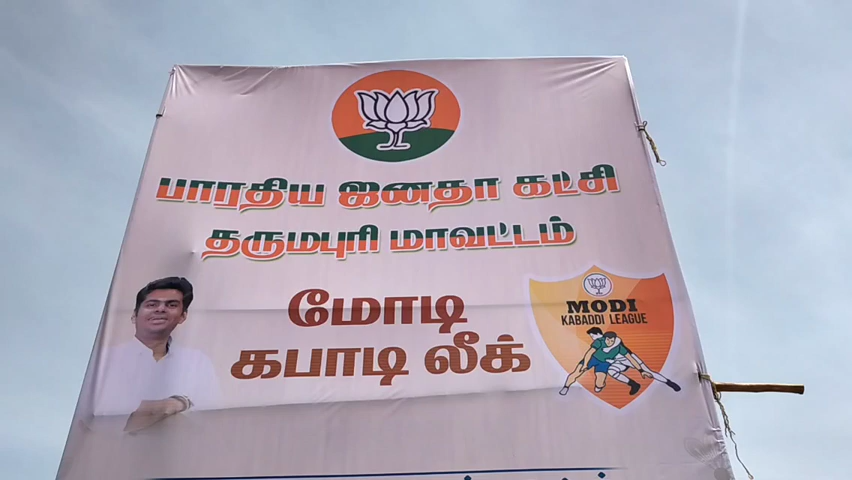 பாரதிய ஜனதா கட்சி
தருமபுரி மாவட்டம்
மோடி
கபாடி லீக்
MODI
KABADDI LEAGUE